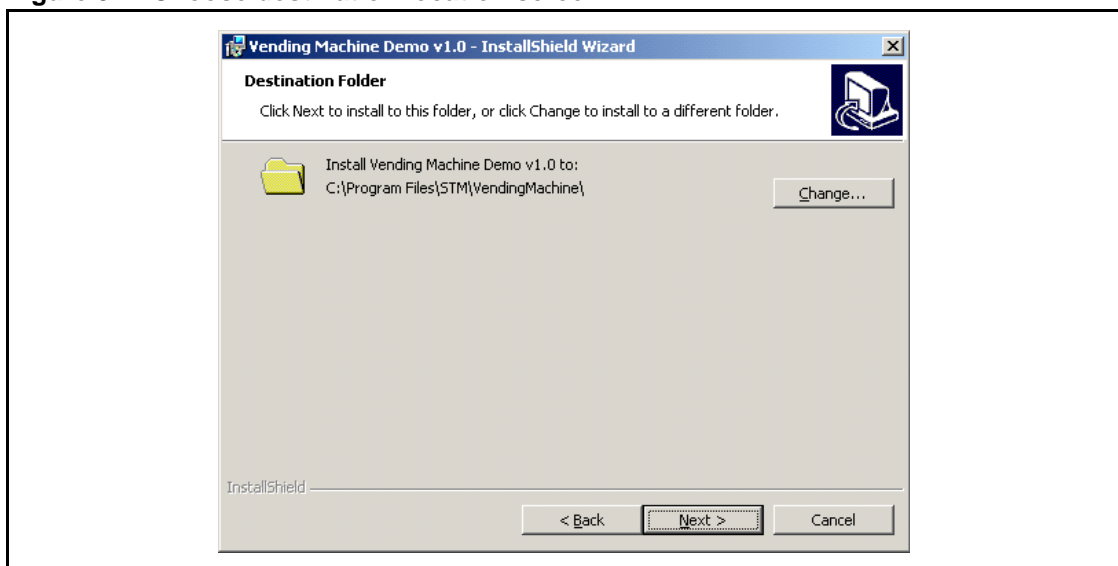 Vending Machine Demo v1.0 - InstallShield Wizard
Destination Folder
Click Next to install to this folder, or click Change to install to a different folder.
Install Vending Machine Demo v1.0 to:
C:\Program Files\STM\VendingMachine\
Change...
InstallShield
< Back
Next >
Cancel